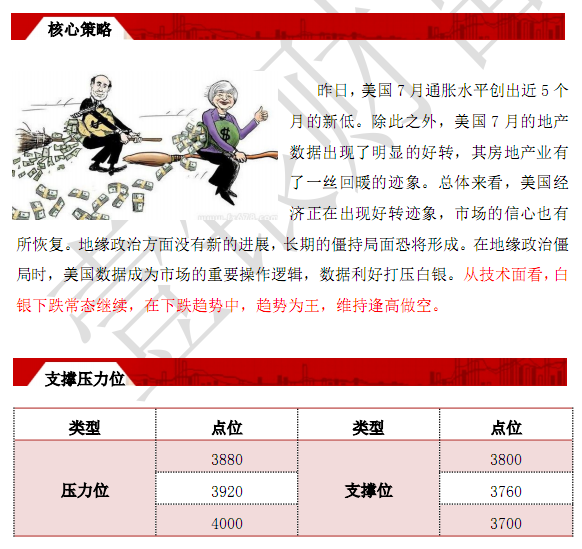 核心策略
昨日，美国7月通胀水平创出近5个
月的新低。除此之外，美国7月的地产
数据出现了明显的好转，其房地产业有
了一丝回暖的迹象。总体来看，美国经
济正在出现好转迹象，市场的信心也有
所恢复。地缘政治方面没有新的进展，长期的僵持局面恐将形成。在地缘政治僵
局时，美国数据成为市场的重要操作逻辑，数据利好打压白银。从技术面看，白
银下跌常态继续，在下跌趋势中，趋势为王，维持逢高做空。
支撑压力位
类型 点位 类型 点位
3880 3800
压力位 3920 支撑位 3760
4000 3700